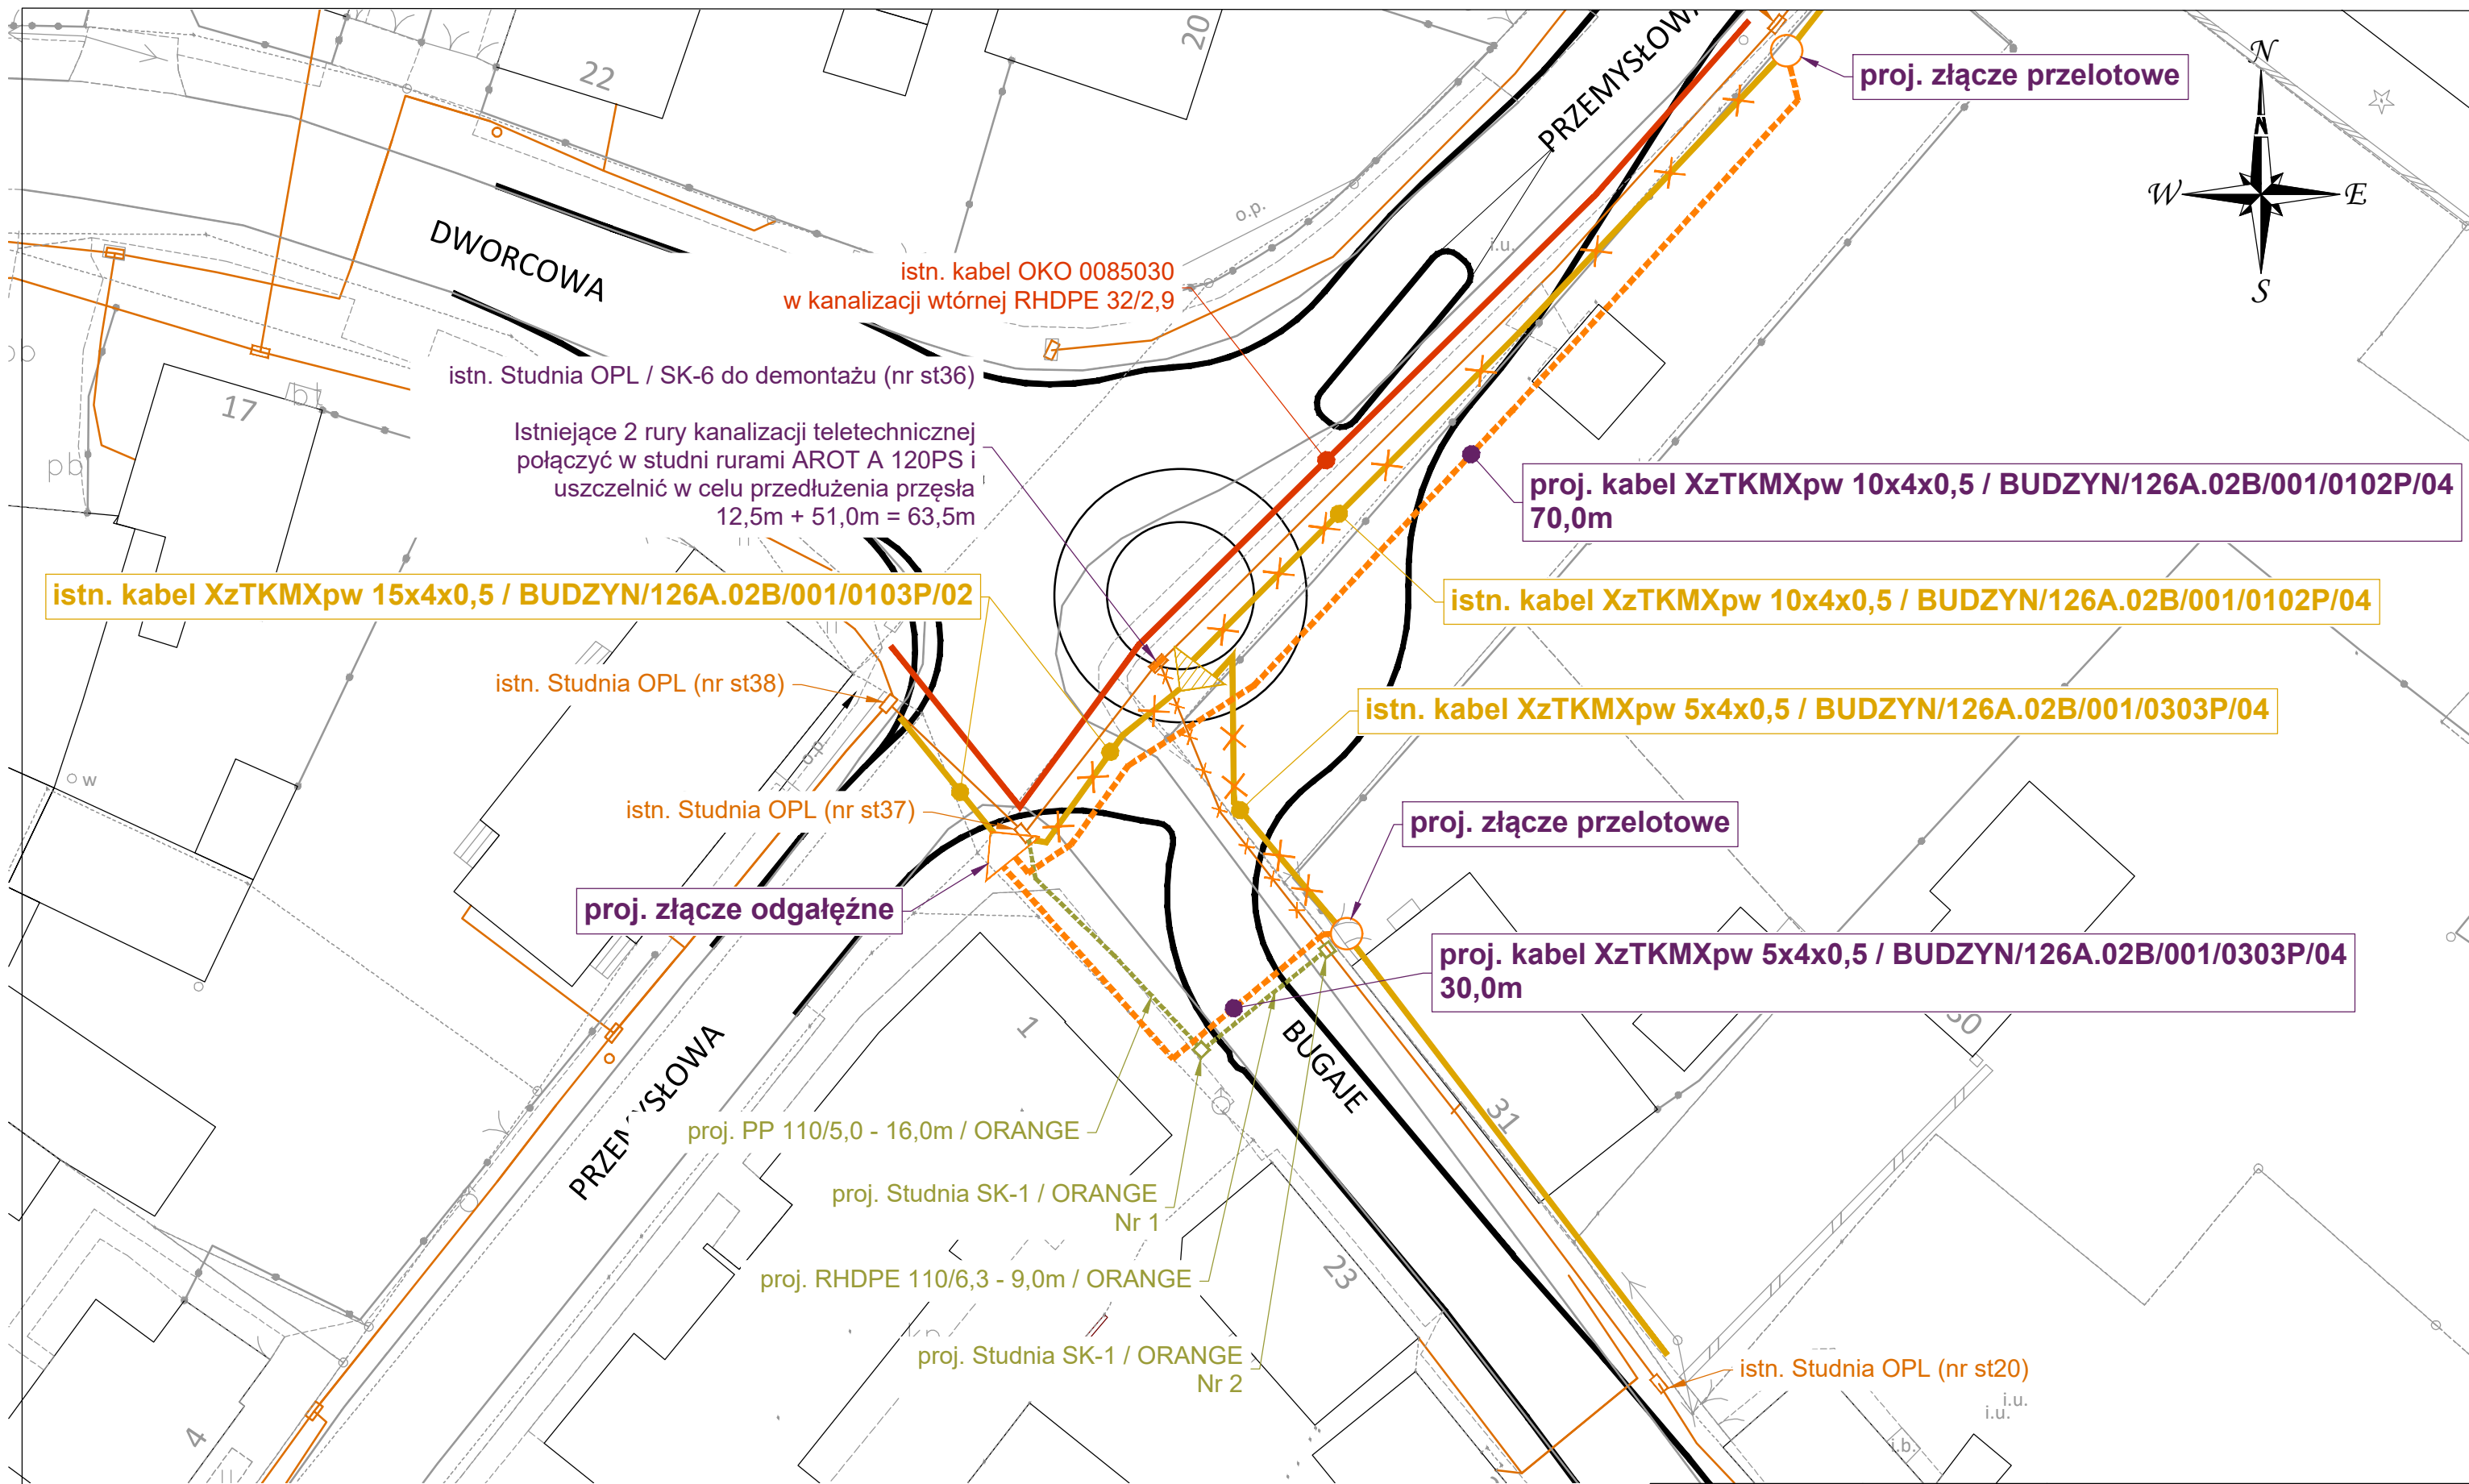 20
22
PRZEMYSŁOWA
proj. złącze przelotowe
N
N
W
E
S
o.p.
i.u.
DWORCOWA
istn. kabel OKO 0085030
w kanalizacji wtórnej RHDPE 32/2,9
istn. Studnia OPL / SK-6 do demontażu (nr st36)
17
pb
Istniejące 2 rury kanalizacji teletechnicznej
połączyć w studni rurami AROT A 120PS i
uszczelnić w celu przedłużenia przęsła
12,5m + 51,0m = 63,5m
proj. kabel XzTKMXpw 10x4x0,5 / BUDZYN/126A.02B/001/0102P/04
70,0m
istn. kabel XzTKMXpw 15x4x0,5 / BUDZYN/126A.02B/001/0103P/02
istn. kabel XzTKMXpw 10x4x0,5 / BUDZYN/126A.02B/001/0102P/04
istn. Studnia OPL (nr st38)
istn. kabel XzTKMXpw 5x4x0,5 / BUDZYN/126A.02B/001/0303P/04
o.p.
w
istn. Studnia OPL (nr st37)
proj. złącze przelotowe
proj. złącze odgałęźne
proj. kabel XzTKMXpw 5x4x0,5 / BUDZYN/126A.02B/001/0303P/04
30,0m
1
BUGAJE
31
PRZEMYSŁOWA
proj. PP 110/5,0 - 16,0m / ORANGE
proj. Studnia SK-1 / ORANGE
Nr 1
23
proj. RHDPE 110/6,3 - 9,0m / ORANGE
proj. Studnia SK-1 / ORANGE
Nr 2
istn. Studnia OPL (nr st20)
i.u.
i.u.
i.b.
4